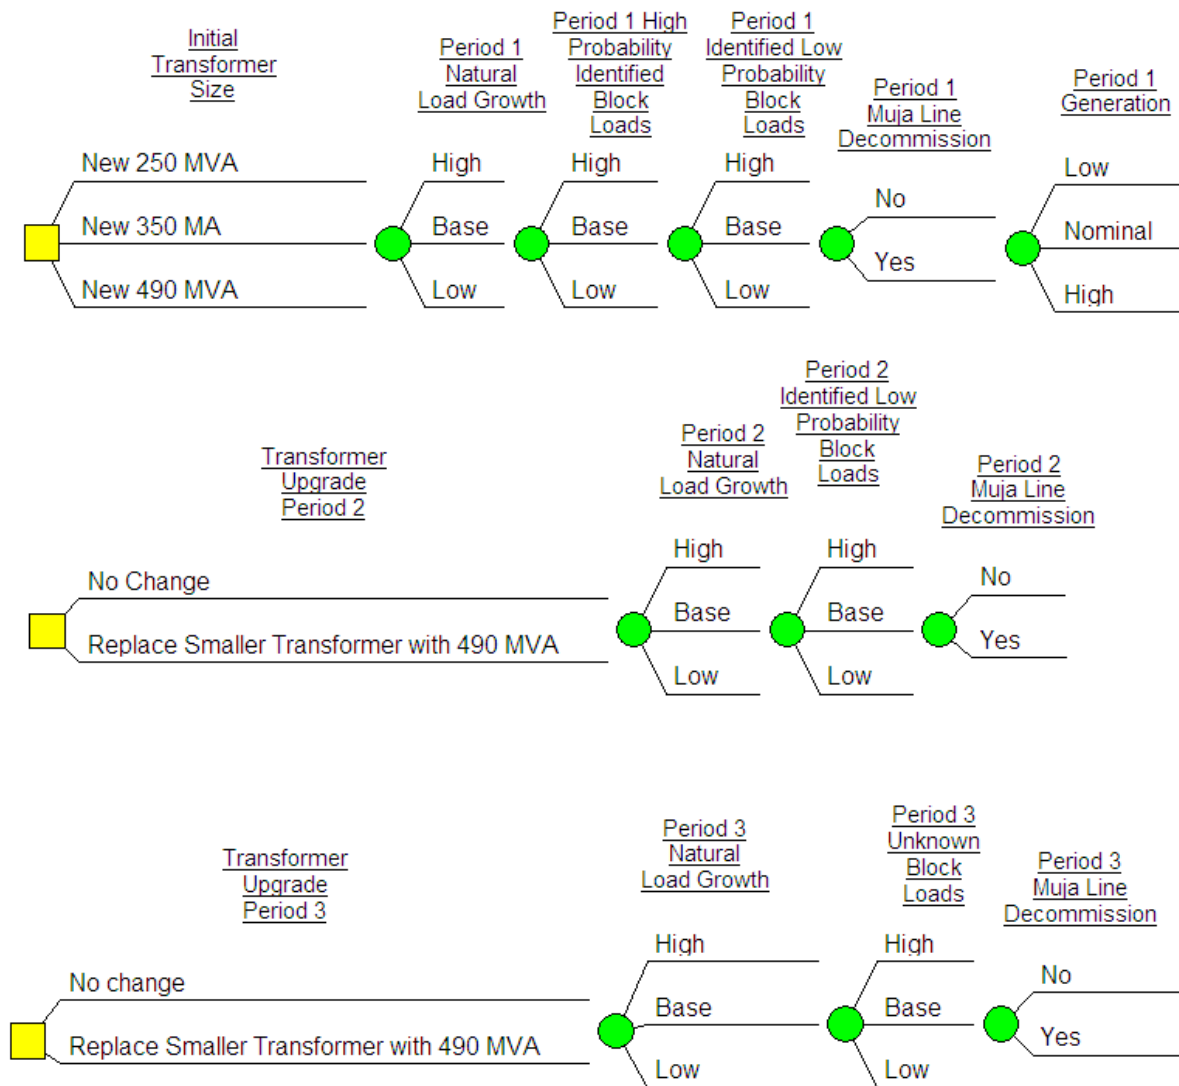 Initial
Transformer
Size
Period 1
Natural
Load Growth
Period 1 High
Probability
Identified
Block
Loads
Period 1
Identified Low
Probability
Block
Loads
Period 1
Muja Line
Decommission
Period 1
Generation
New 250 MVA
New 350 MA
New 490 MVA
High
Base
Low
High
Base
Low
High
Base
Low
No
Yes
Low
Nominal
High
Transformer
Upgrade
Period 2
Period 2
Natural
Load Growth
Period 2
Identified Low
Probability
Block
Loads
Period 2
Muja Line
Decommission
No Change
Replace Smaller Transformer with 490 MVA
High
Base
Low
High
Base
Low
No
Yes
Transformer
Upgrade
Period 3
Period 3
Natural
Load Growth
Period 3
Unknown
Block
Loads
Period 3
Muja Line
Decommission
No change
Replace Smaller Transformer with 490 MVA
High
Base
Low
High
Base
Low
No
Yes